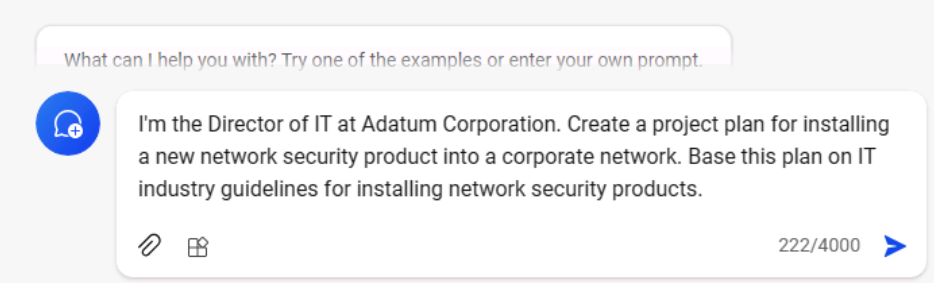 What can I help you with? Try one of the examples or enter your own prompt.
I'm the Director of IT at Adatum Corporation. Create a project plan for installing
a new network security product into a corporate network. Base this plan on IT
industry guidelines for installing network security products.
222/4000